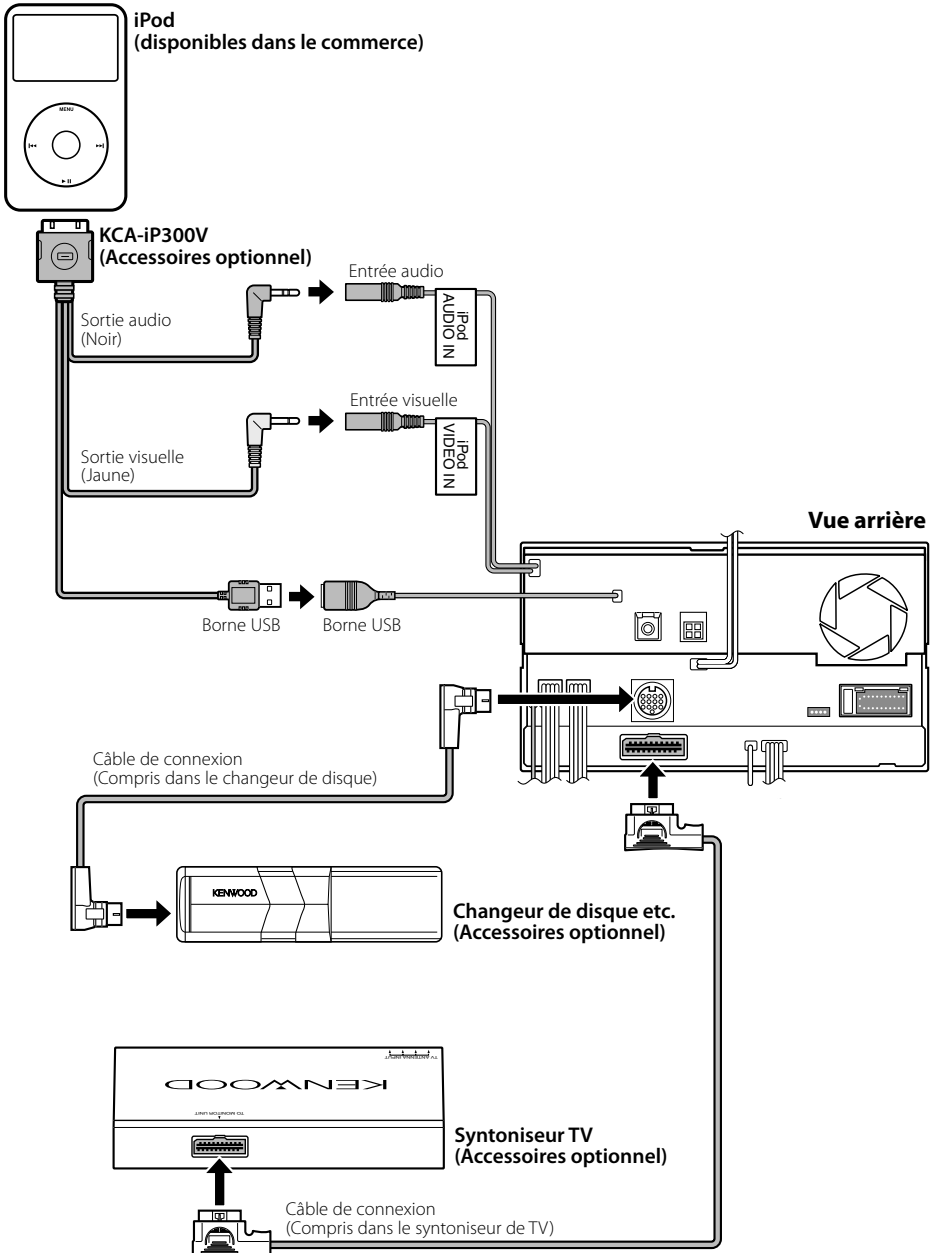 iPod
(disponibles dans le commerce)
MENU
KCA-iP300V
(Accessoires optionnel)
Entrée audio
iPod
AUDIO IN
Sortie audio
(Noir)
Entrée visuelle
iPod
VIDEO IN
Sortie visuelle
(Jaune)
Vue arrière
Borne USB
Borne USB
Câble de connexion
(Compris dans le changeur de disque)
KENWOOD
Changeur de disque etc.
(Accessoires optionnel)
TV ANTENNA INPUT
KENWOOD
TO MONITOR UNIT
Syntoniseur TV
(Accessoires optionnel)
Câble de connexion
(Compris dans le syntoniseur de TV)